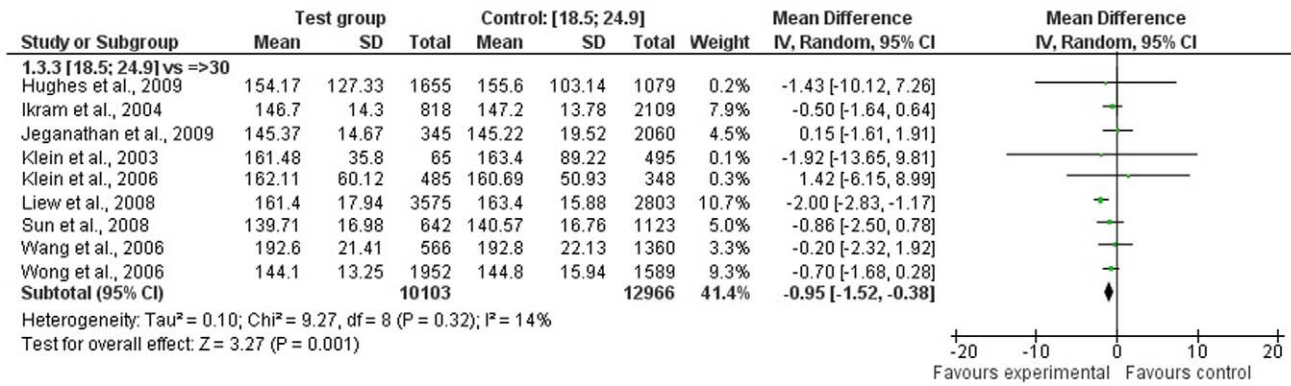 Test group Control: [18.5; 24.9] Mean Difference Mean Difference
Study or Subgroup Mean SD Total Mean SD Total Weight IV, Random, 95% CI IV, Random, 95% CI
1.3.3 [18.5; 24.9] vs =>30
Hughes et al., 2009 154.17 127.33 1655 155.6 103.14 1079 0.2% -1.43 [-10.12, 7.26]
Ikram et al., 2004 146.7 14.3 818 147.2 13.78 2109 7.9% -0.50 [-1.64, 0.64]
Jeganathan et al., 2009 145.37 14.67 345 145.22 19.52 2060 4.5% 0.15 [-1.61, 1.91]
Klein et al., 2003 161.48 35.8 65 163.4 89.22 495 0.1% -1.92 [-13.65, 9.81]
Klein et al., 2006 162.11 60.12 485 160.69 50.93 348 0.3% 1.42 [-6.15, 8.99]
Liew et al., 2008 161.4 17.94 3575 163.4 15.88 2803 10.7% -2.00 [-2.83, -1.17]
Sun et al., 2008 139.71 16.98 642 140.57 16.76 1123 5.0% -0.86 [-2.50, 0.78]
Wang et al., 2006 192.6 21.41 566 192.8 22.13 1360 3.3% -0.20 [-2.32, 1.92]
Wong et al., 2006 144.1 13.25 1952 144.8 15.94 1589 9.3% -0.70 [-1.68, 0.28]
Subtotal (95% CI) 10103 12966 41.4% -0.95 [-1.52, -0.38]
Heterogeneity: Tau² = 0.10; Chi² = 9.27, df = 8 (P = 0.32); I² = 14%
Test for overall effect: Z = 3.27 (P = 0.001)
-20 -10 0 10 20
Favours experimental Favours control